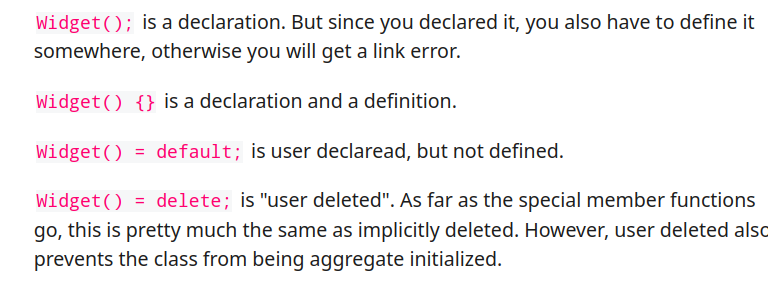 Widget(); is a declaration. But since you declared it, you also have to define it
somewhere, otherwise you will get a link error.
Widget() {} is a declaration and a definition.
Widget() = default; is user declaread, but not defined.
Widget() = delete; is "user deleted". As far as the special member functions
go, this is pretty much the same as implicitly deleted. However, user deleted also
prevents the class from being aggregate initialized.